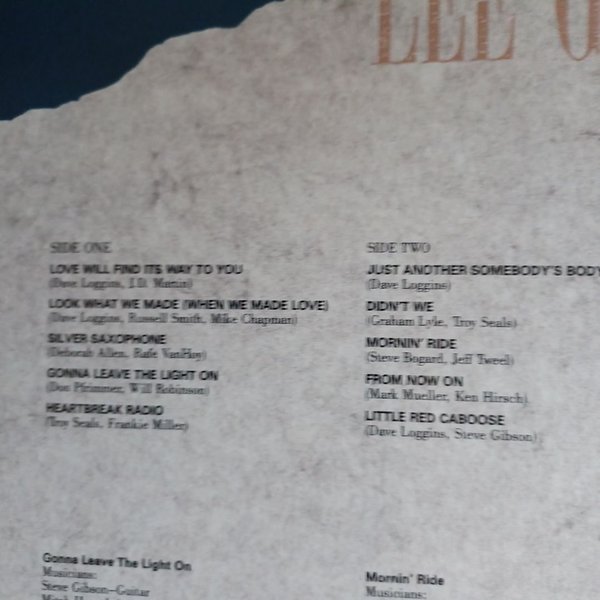 LEE G
SIDE ONE
LOVE WILL FIND ITS WAY TO YOU
(Dave Loggins, J.D. Martin)
LOOK WHAT WE MADE (WHEN WE MADE LOVE)
(Dave Loggins, Russell Smith, Mike Chapman)
SILVER SAXOPHONE
(Deborah Allen, Rafe VanHoy)
GONNA LEAVE THE LIGHT ON
(Don Pfrimmer, Will Robinson)
HEARTBREAK RADIO
(Troy Seals, Frankie Miller)
SIDE TWO
JUST ANOTHER SOMEBODY'S BODY
(Dave Loggins)
DIDN'T WE
(Graham Lyle, Troy Seals)
MORNIN' RIDE
(Steve Bogard, Jeff Tweel)
FROM NOW ON
(Mark Mueller, Ken Hirsch)
LITTLE RED CABOOSE
(Dave Loggins, Steve Gibson)
Gonna Leave The Light On
Musicians:
Steve Gibson—Guitar
Mornin' Ride
Musicians: